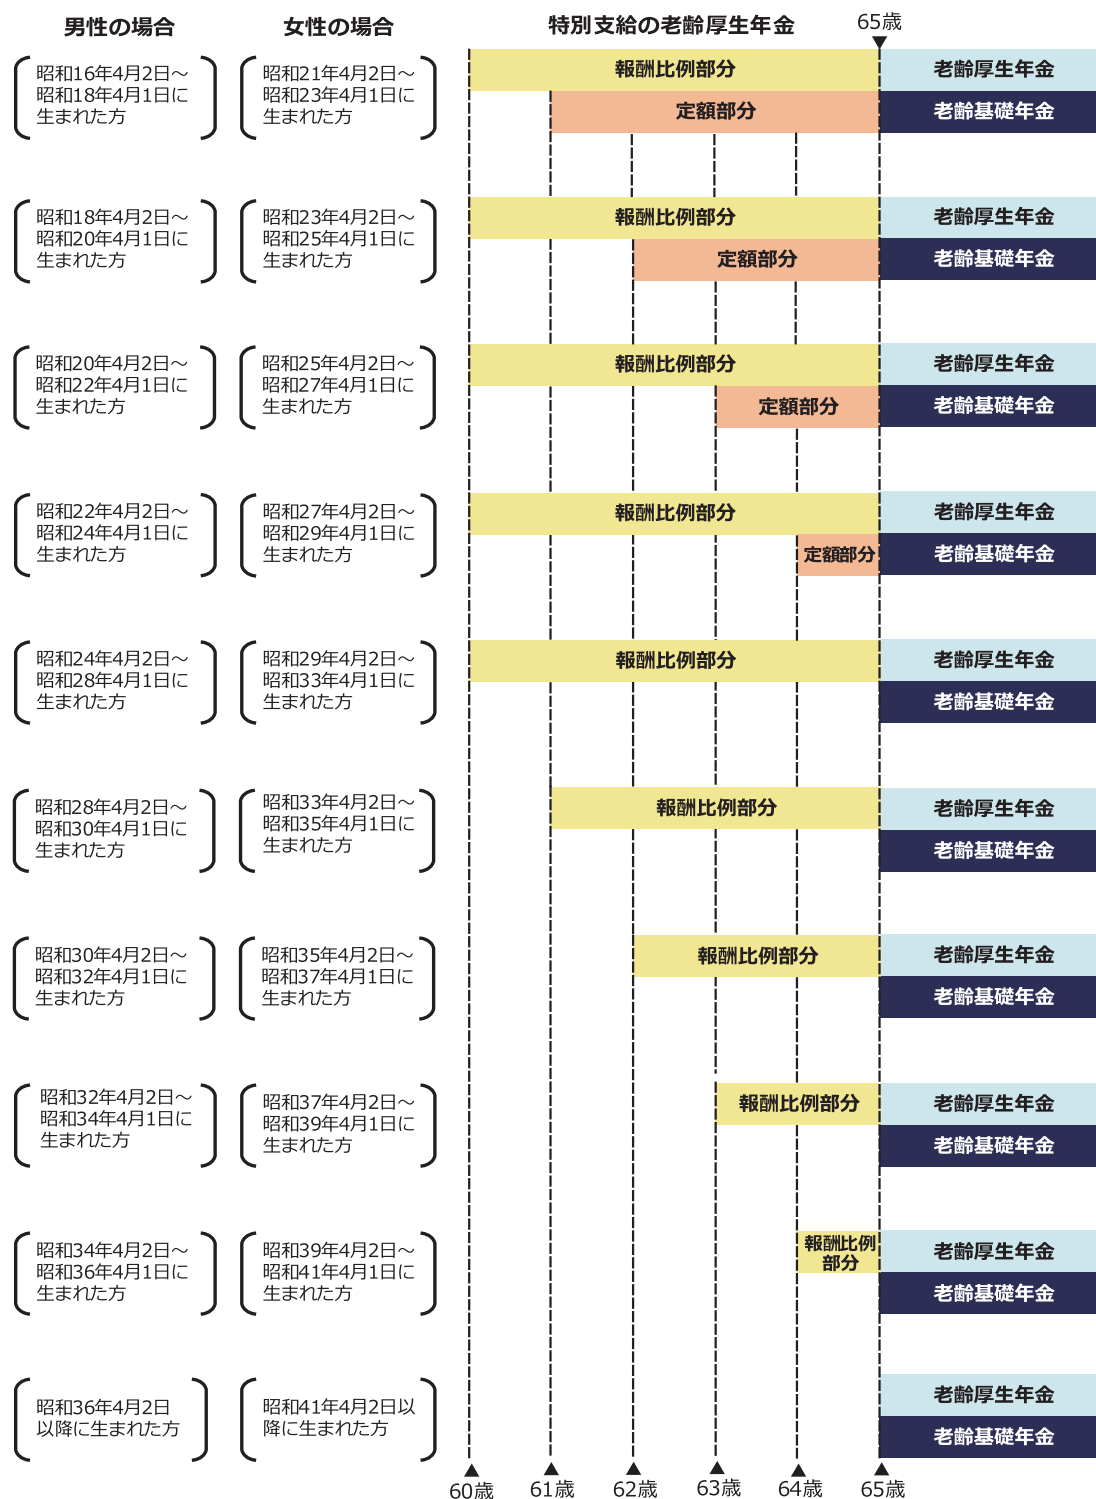 男性の場合
女性の場合
特別支給の老齢厚生年金
65歳
昭和16年4月2日～
昭和18年4月1日に
生まれた方
昭和21年4月2日～
昭和23年4月1日に
生まれた方
報酬比例部分
老齢厚生年金
定額部分
老齢基礎年金
昭和18年4月2日～
昭和20年4月1日に
生まれた方
昭和23年4月2日～
昭和25年4月1日に
生まれた方
報酬比例部分
老齢厚生年金
定額部分
老齢基礎年金
昭和20年4月2日～
昭和22年4月1日に
生まれた方
昭和25年4月2日～
昭和27年4月1日に
生まれた方
報酬比例部分
老齢厚生年金
定額部分
老齢基礎年金
昭和22年4月2日～
昭和24年4月1日に
生まれた方
昭和27年4月2日～
昭和29年4月1日に
生まれた方
報酬比例部分
老齢厚生年金
定額部分
老齢基礎年金
昭和24年4月2日～
昭和28年4月1日に
生まれた方
昭和29年4月2日～
昭和33年4月1日に
生まれた方
報酬比例部分
老齢厚生年金
老齢基礎年金
昭和28年4月2日～
昭和30年4月1日に
生まれた方
昭和33年4月2日～
昭和35年4月1日に
生まれた方
報酬比例部分
老齢厚生年金
老齢基礎年金
昭和30年4月2日～
昭和32年4月1日に
生まれた方
昭和35年4月2日～
昭和37年4月1日に
生まれた方
報酬比例部分
老齢厚生年金
老齢基礎年金
昭和32年4月2日～
昭和34年4月1日に
生まれた方
昭和37年4月2日～
昭和39年4月1日に
生まれた方
報酬比例部分
老齢厚生年金
老齢基礎年金
昭和34年4月2日～
昭和36年4月1日に
生まれた方
昭和39年4月2日～
昭和41年4月1日に
生まれた方
報酬比例
部分
老齢厚生年金
老齢基礎年金
昭和36年4月2日
以降に生まれた方
昭和41年4月2日以
降に生まれた方
老齢厚生年金
老齢基礎年金
60歳
61歳
62歳
63歳
64歳
65歳